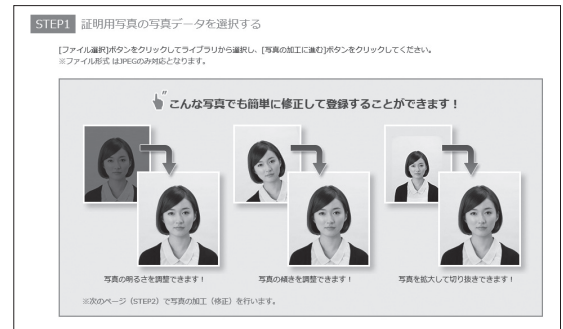 STEP1 証明用写真の写真データを選択する
[ファイル選択]ボタンをクリックしてライブラリから選択し、[写真の加工に進む]ボタンをクリックしてください。
※ファイル形式 はJPEGのみ対応となります。
こんな写真でも簡単に修正して登録することができます！
写真の明るさを調整できます！
写真の傾きを調整できます！
写真を拡大して切り抜きできます！
※次のページ（STEP2）で写真の加工（修正）を行います。